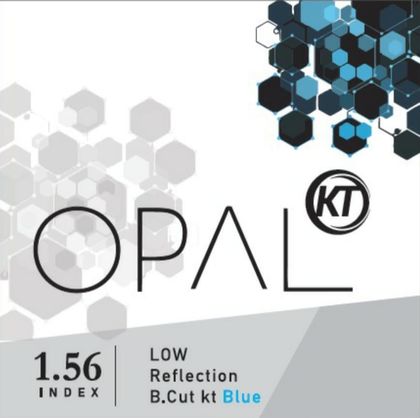 OPAL
KT
1.56
INDEX
LOW
Reflection
B.Cut kt Blue